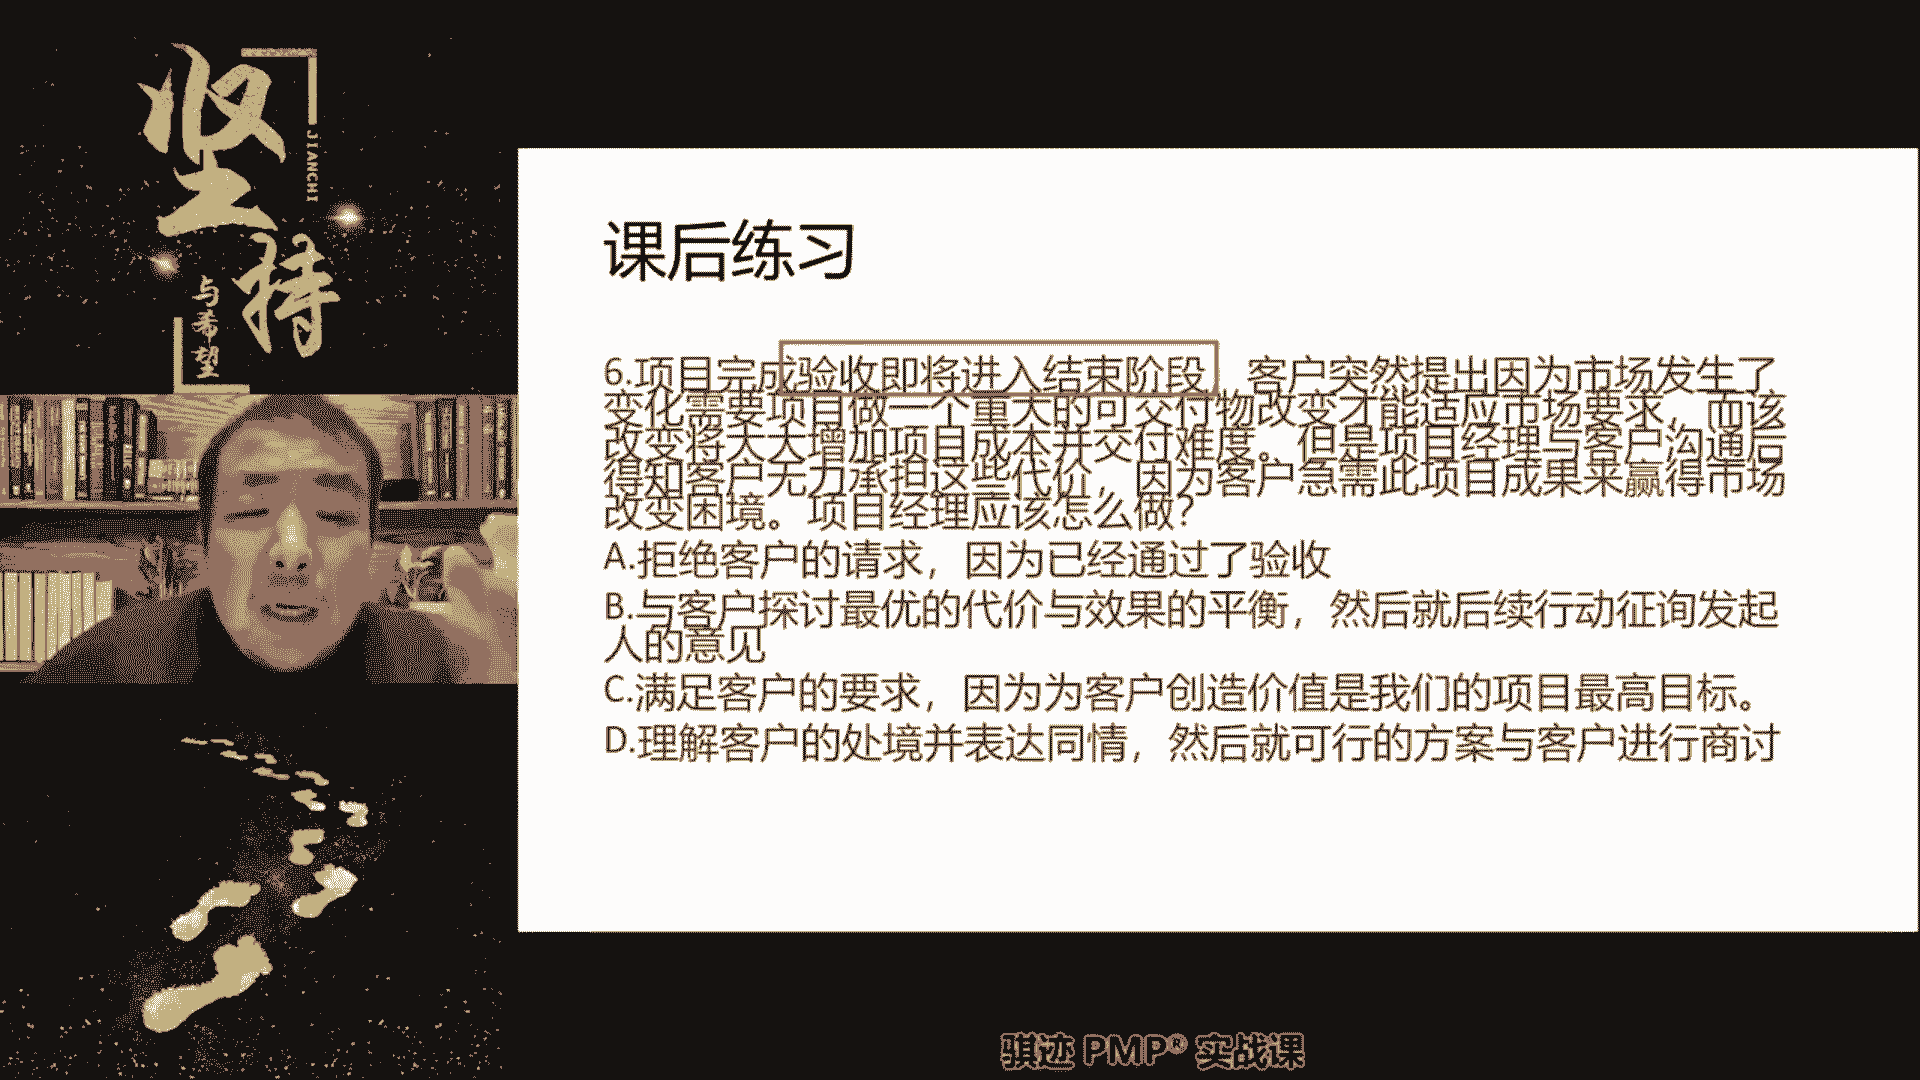 坚持
JIANCHI
与希望
课后练习
6.项目完成验收即将进入结束阶段，客户突然提出因为市场发生了
变化需要项目做一个重大的可交付物改变才能适应市场要求，而该
改变将大大增加项目成本并交付难度。但是项目经理与客户沟通后
得知客户无力承担这些代价，因为客户急需此项目成果来赢得市场
改变困境。项目经理应该怎么做？
A.拒绝客户的请求，因为已经通过了验收
B.与客户探讨最优的代价与效果的平衡，然后就后续行动征询发起
人的意见
C.满足客户的要求，因为为客户创造价值是我们的项目最高目标。
D.理解客户的处境并表达同情，然后就可行的方案与客户进行商讨
骐迹 PMP® 实战课